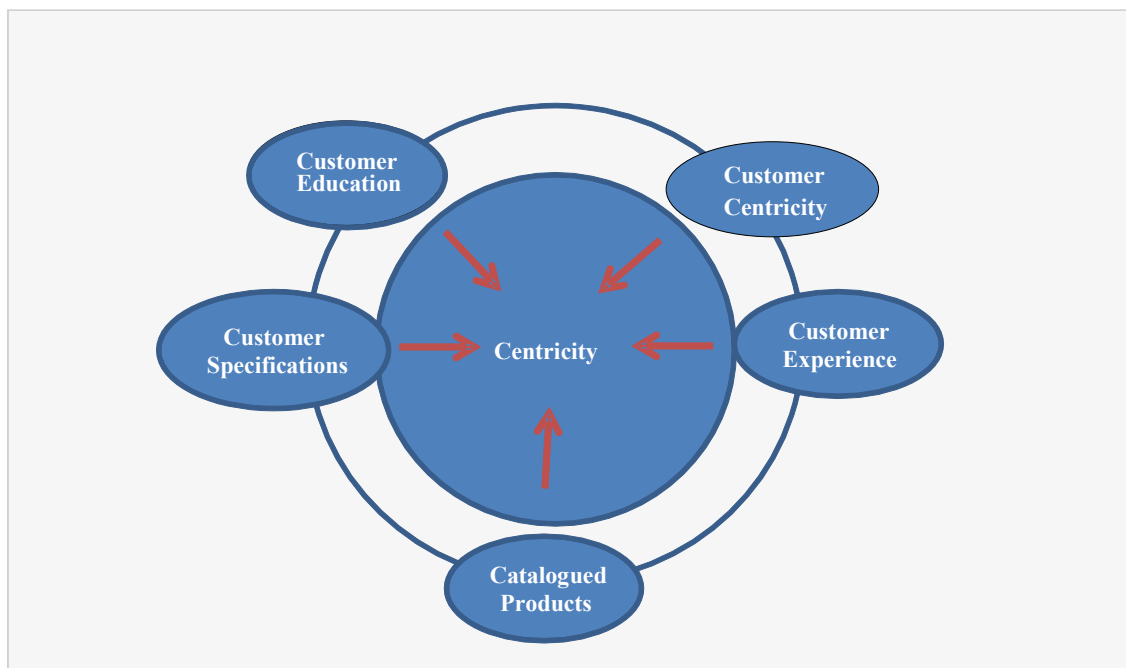 Customer
Education
Customer
Centricity
Customer
Specifications
Centricity
Customer
Experience
Catalogued
Products